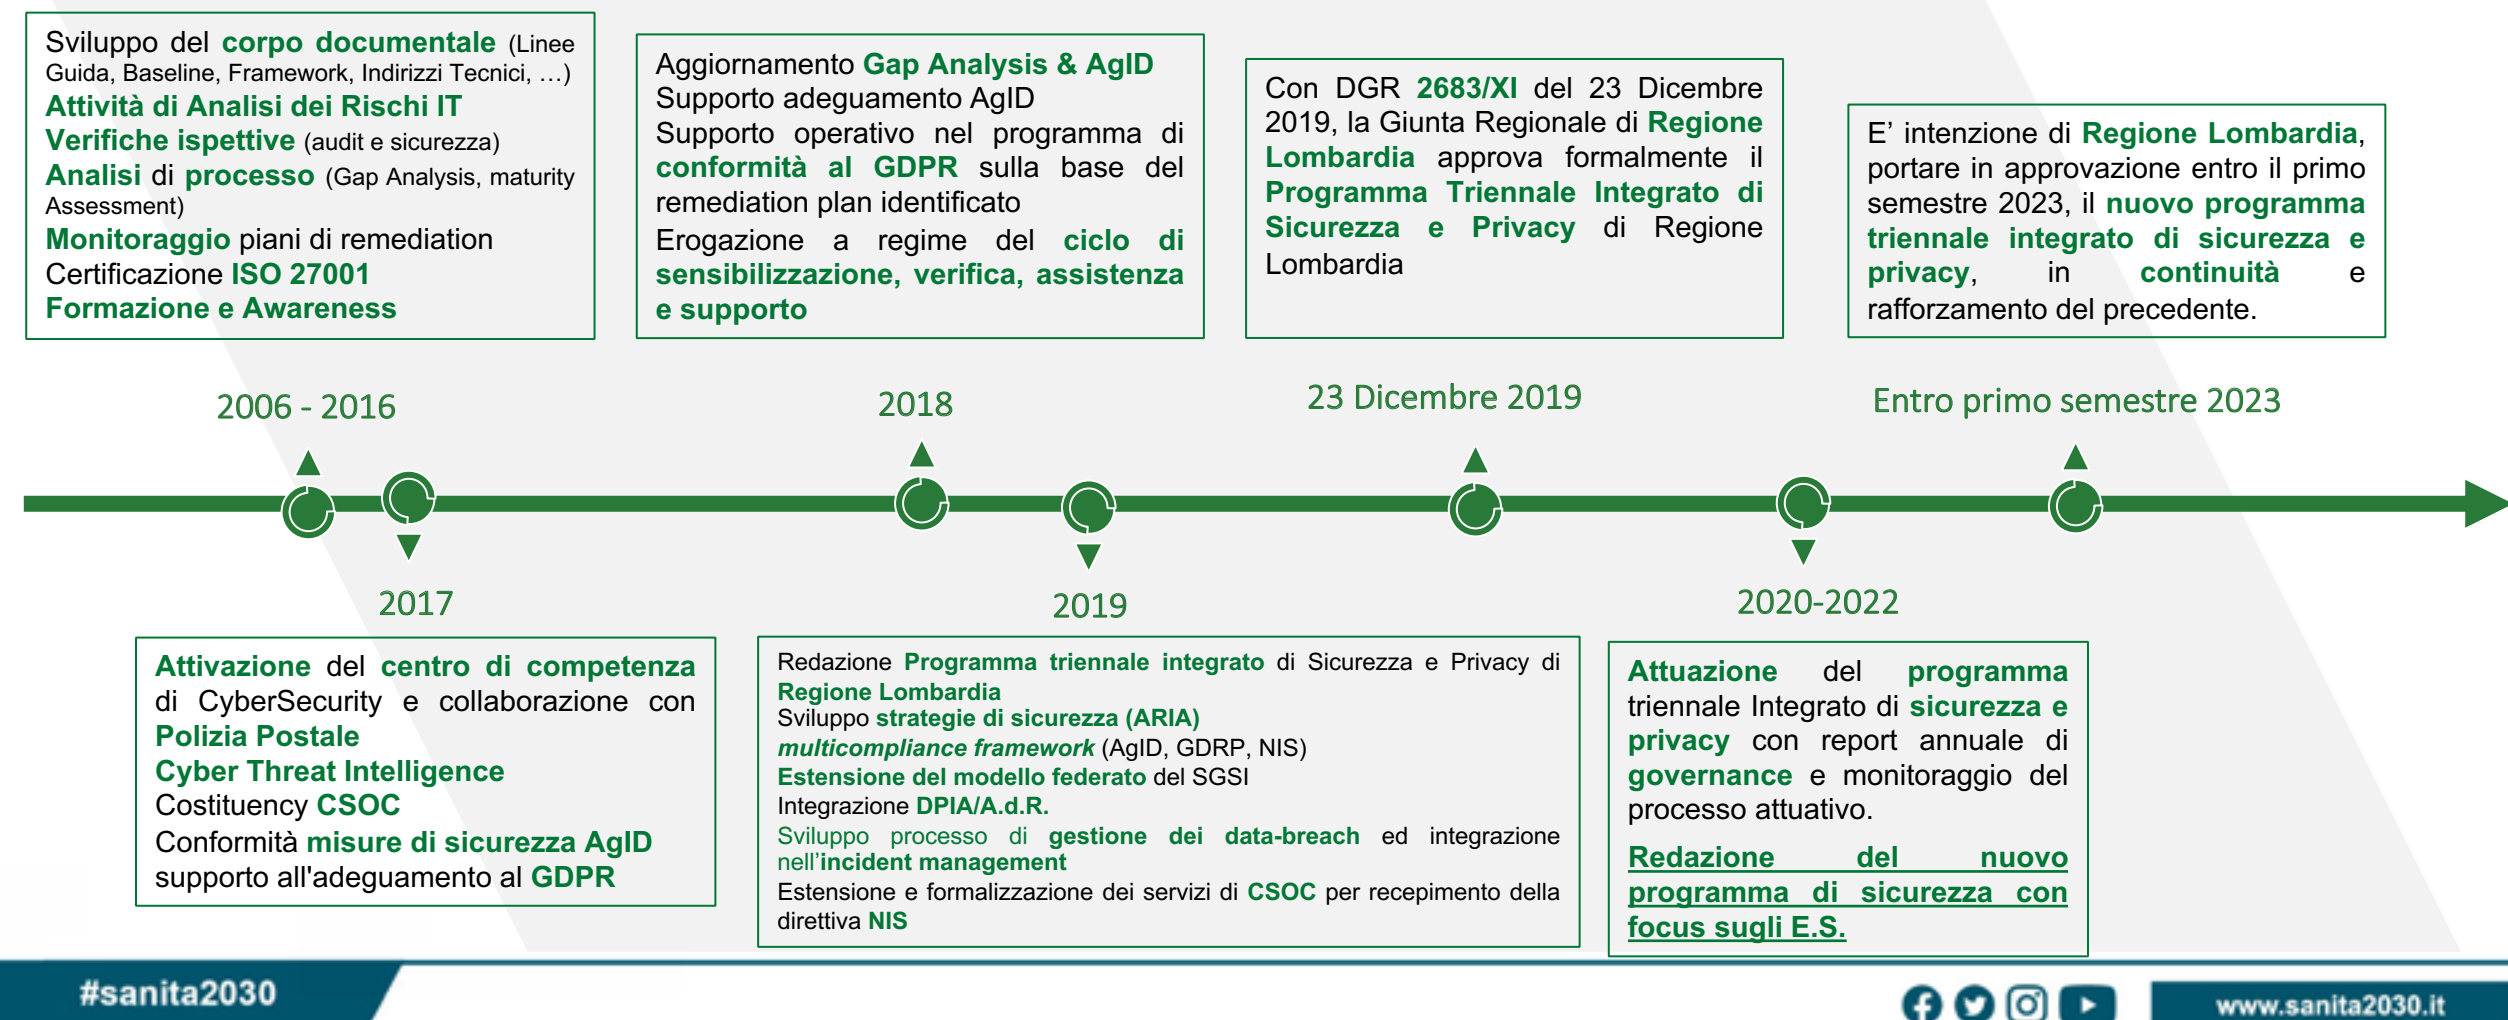 Sviluppo del corpo documentale (Linee
Guida, Baseline, Framework, Indirizzi Tecnici, …)
Attività di Analisi dei Rischi IT
Verifiche ispettive (audit e sicurezza)
Analisi di processo (Gap Analysis, maturity
Assessment)
Monitoraggio piani di remediation
Certificazione ISO 27001
Formazione e Awareness
Aggiornamento Gap Analysis & AgID
Supporto adeguamento AgID
Supporto operativo nel programma di
conformità al GDPR sulla base del
remediation plan identificato
Erogazione a regime del ciclo di
sensibilizzazione, verifica, assistenza
e supporto
Con DGR 2683/XI del 23 Dicembre
2019, la Giunta Regionale di Regione
Lombardia approva formalmente il
Programma Triennale Integrato di
Sicurezza e Privacy di Regione
Lombardia
E' intenzione di Regione Lombardia,
portare in approvazione entro il primo
semestre 2023, il nuovo programma
triennale integrato di sicurezza e
privacy, in continuità e
rafforzamento del precedente.
2006 - 2016
2018
23 Dicembre 2019
Entro primo semestre 2023
2017
2019
2020-2022
Attivazione del centro di competenza
di CyberSecurity e collaborazione con
Polizia Postale
Cyber Threat Intelligence
Costituency CSOC
Conformità misure di sicurezza AgID
supporto all'adeguamento al GDPR
Redazione Programma triennale integrato di Sicurezza e Privacy di
Regione Lombardia
Sviluppo strategie di sicurezza (ARIA)
multicompliance framework (AgID, GDRP, NIS)
Estensione del modello federato del SGSI
Integrazione DPIA/A.d.R.
Sviluppo processo di gestione dei data-breach ed integrazione
nell'incident management
Estensione e formalizzazione dei servizi di CSOC per recepimento della
direttiva NIS
Attuazione del programma
triennale Integrato di sicurezza e
privacy con report annuale di
governance e monitoraggio del
processo attuativo.
Redazione del nuovo
programma di sicurezza con
focus sugli E.S.
#sanita2030
www.sanita2030.it